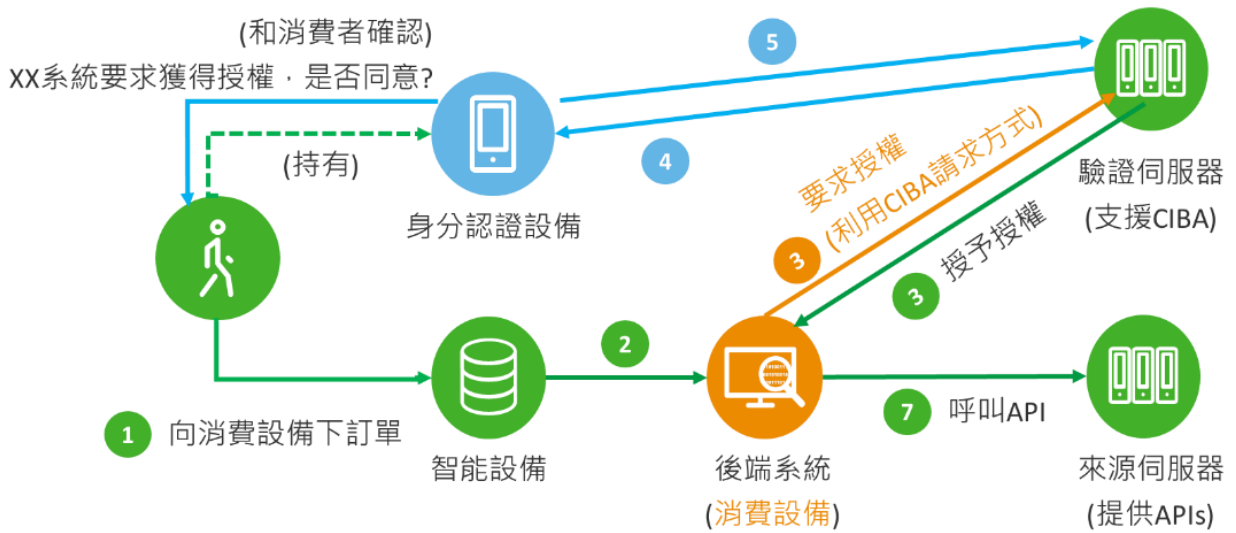 (和消費者確認)
XX系統要求獲得授權，是否同意?
5
(持有)
4
身分認證設備
要求授權
(利用CIBA請求方式)
3
驗證伺服器
(支援CIBA)
授予授權
3
2
1
向消費設備下訂單
智能設備
後端系統
(消費設備)
7
呼叫API
來源伺服器
(提供APIs)